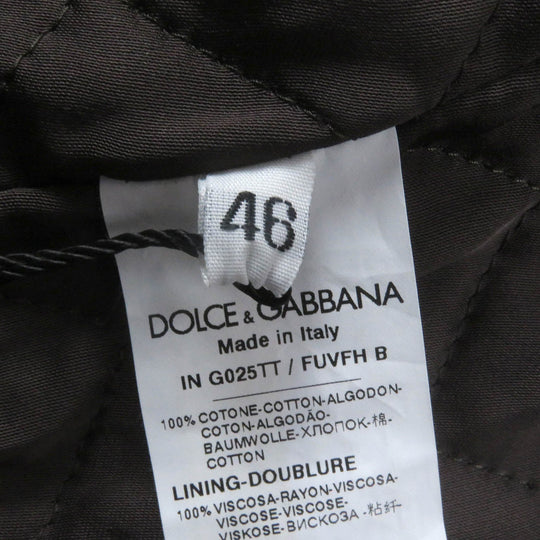 46
DOLCE & GABBANA
Made in Italy
IN G025TT / FUVFH B
100% COTONE-COTTON-ALGODON-
COTON-ALGODÃO-
BAUMWOLLE-ХЛОПОК-棉-
COTTON
LINING-DOUBLURE
100% VISCOSA-RAYON-VISCOSA-
VISCOSE-VISCOSE-
VISKOSE-ВИСКОЗА-粘纤-